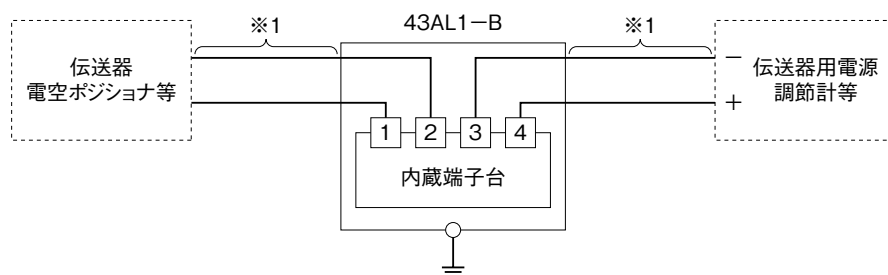 ※1
43AL1－B
※1
伝送器
電空ポジショナ等
－
＋
伝送器用電源
調節計等
1
2
3
4
内蔵端子台